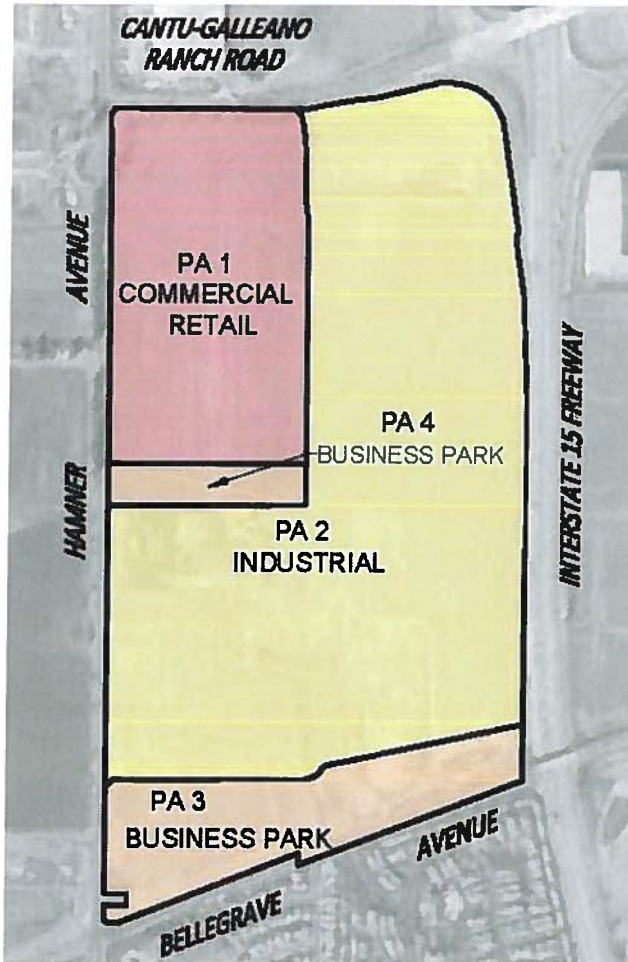 CANTU-GALLEANO
RANCH ROAD
AVENUE
PA 1
COMMERCIAL
RETAIL
PA 4
BUSINESS PARK
INTERSTATE 15 FREEWAY
HAMNER
PA 2
INDUSTRIAL
PA 3
BUSINESS PARK
AVENUE
BELLEGRAVE